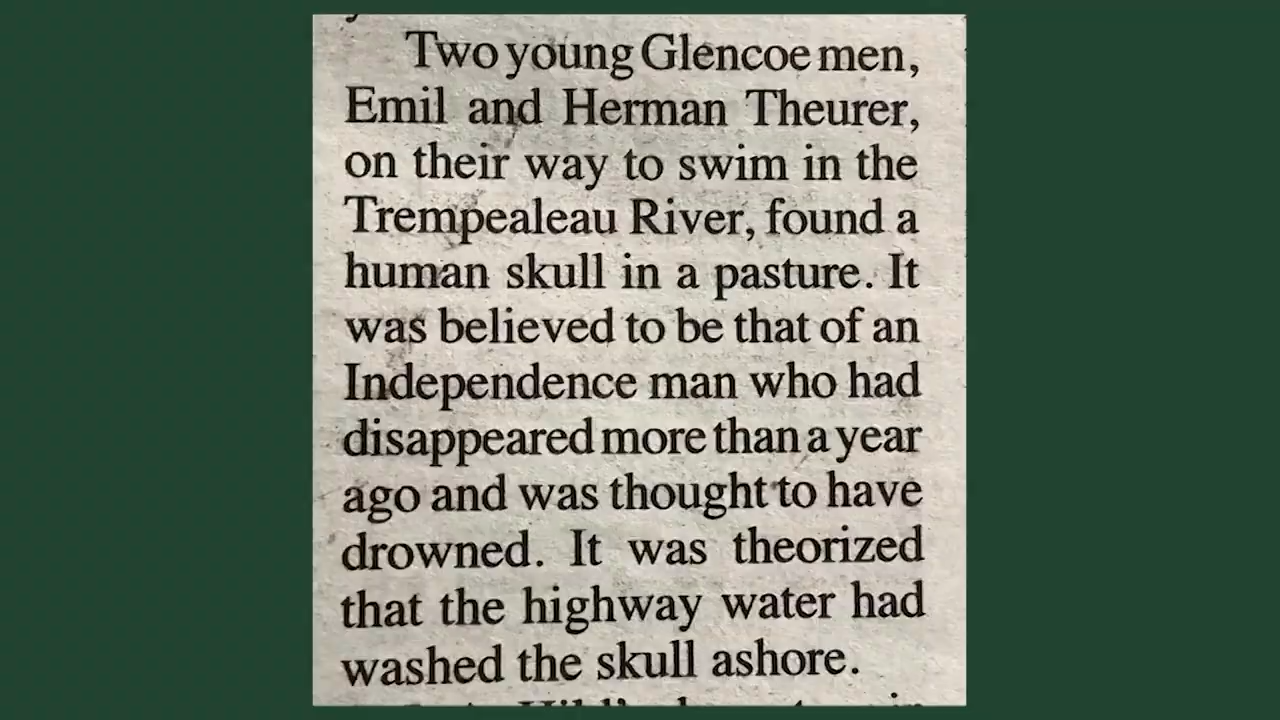 Two young Glencoe men,
Emil and Herman Theurer,
on their way to swim in the
Trempealeau River, found a
human skull in a pasture. It
was believed to be that of an
Independence man who had
disappeared more than a year
ago and was thought to have
drowned. It was theorized
that the highway water had
washed the skull ashore.